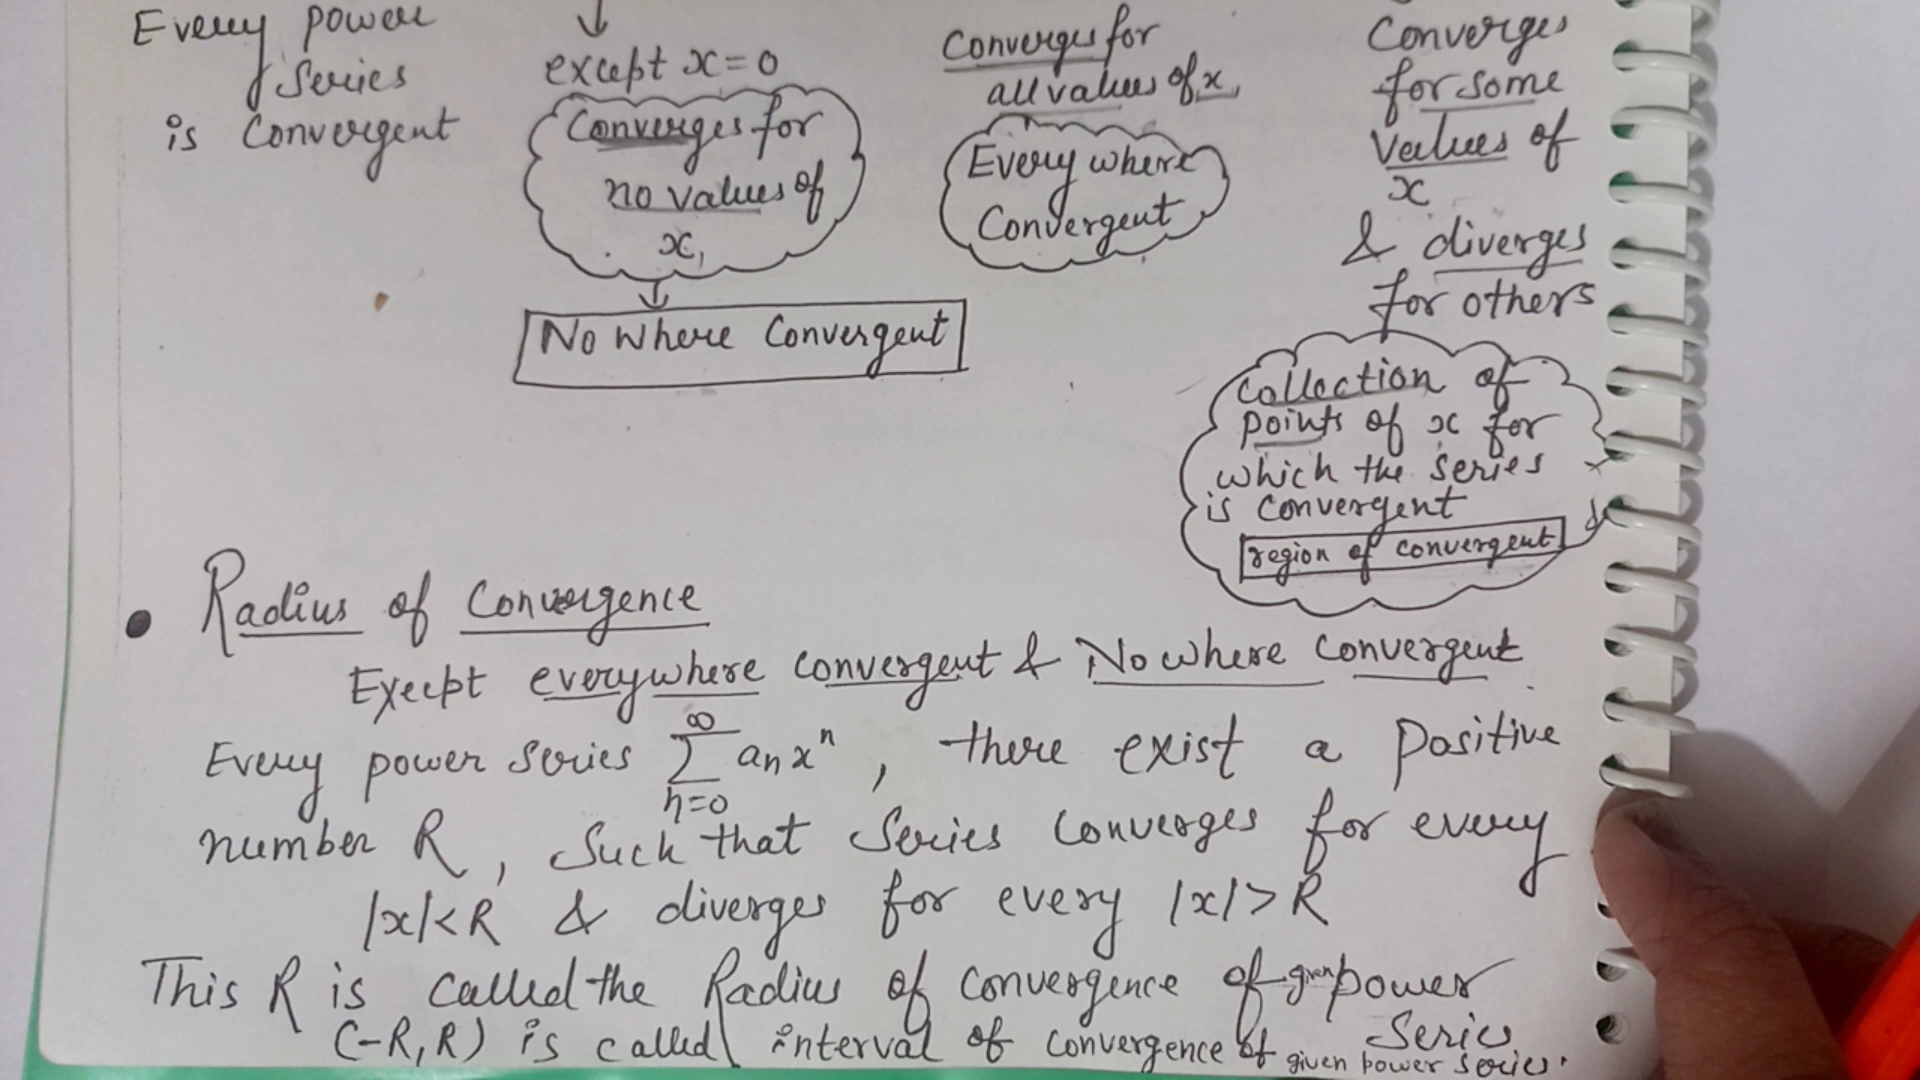 Every power
Series
is Convergent
except x=0
Converges for
no values of
x,
No where Convergent
Converges for
all values of x,
Every where
Convergent
Converges
for some
values of
x
& diverges
for others
Collection of
points of x for
which the series
is convergent
region of convergent
• Radius of Convergence
Except everywhere convergent & No where Convergent
Every power series ∞∑n=0 aₙxⁿ, there exist a positive
number R, Such that Series Converges for every
|x|<R & diverges for every |x|>R
This R is called the Radius of convergence of given power
Series
(-R,R) is called interval of convergence of given power series.